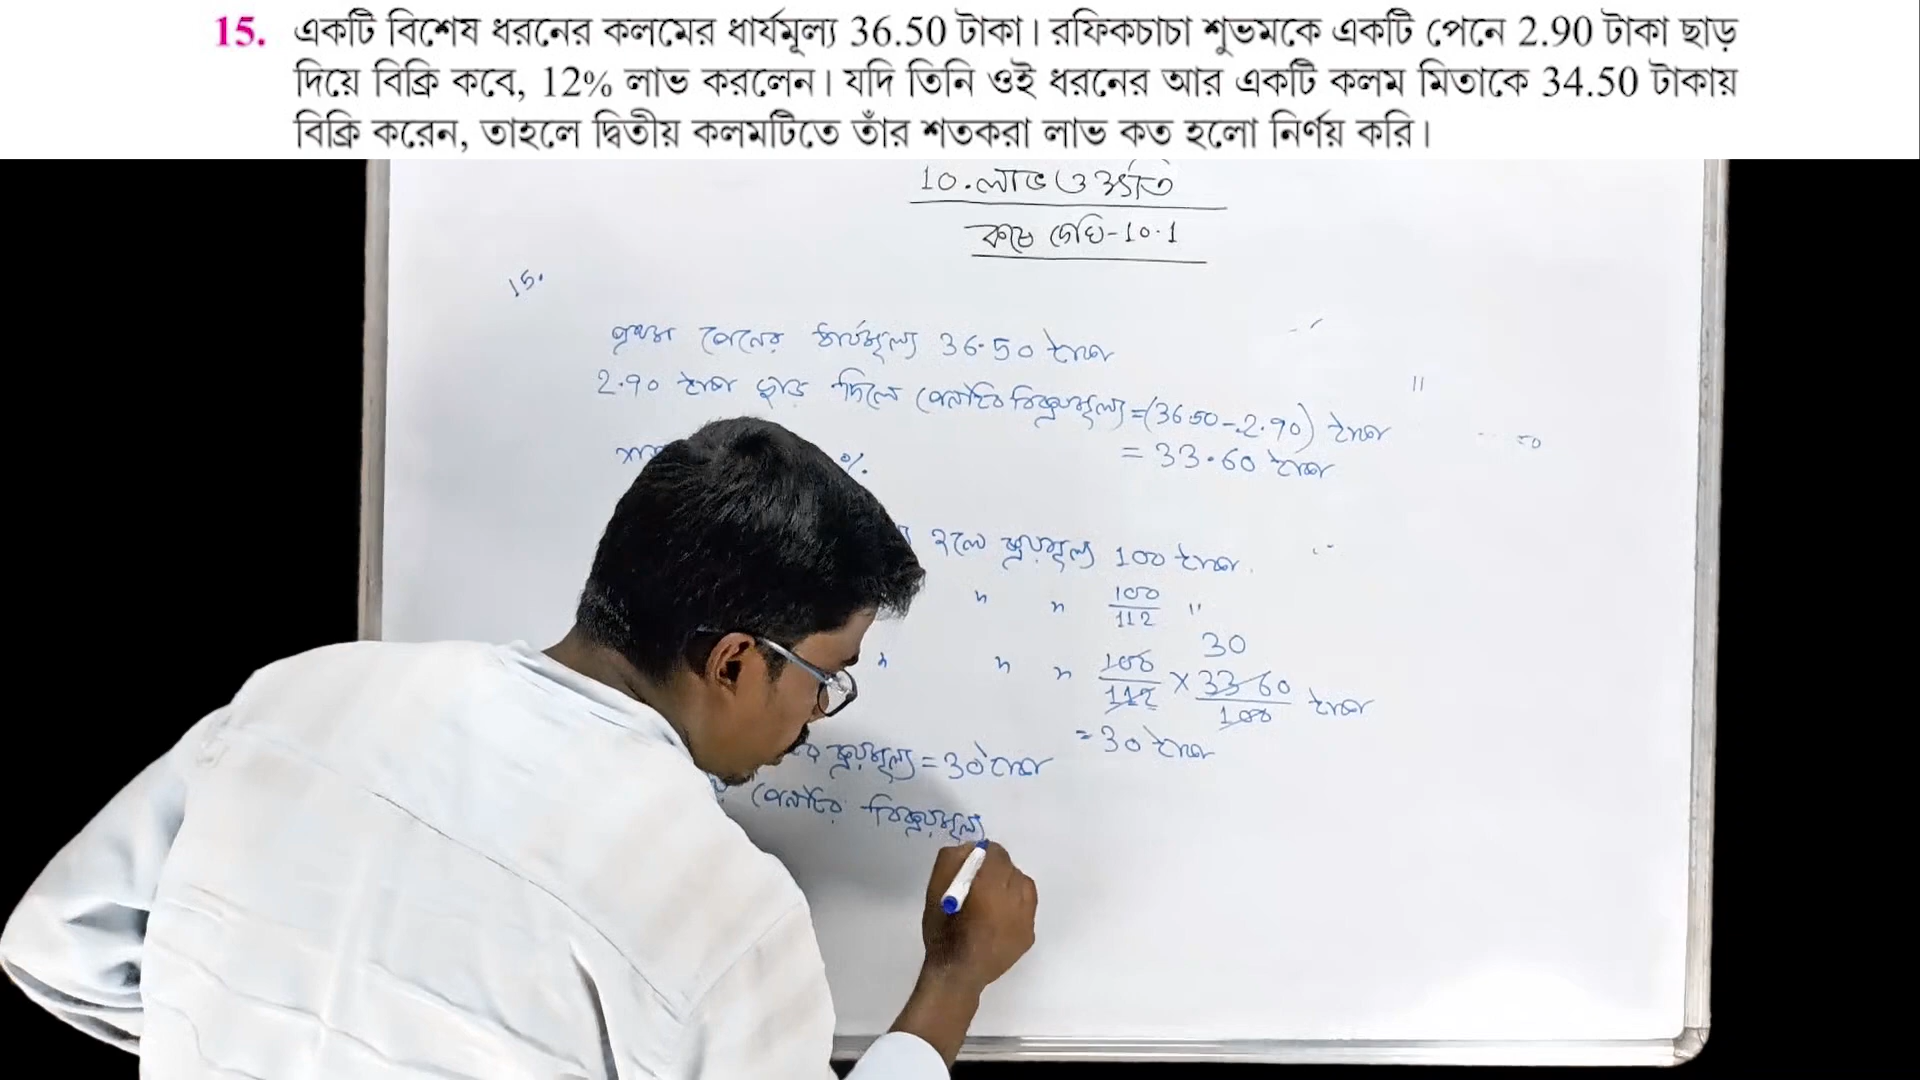 15. একটি বিশেষ ধরনের কলমের ধার্যমূল্য 36.50 টাকা। রফিকচাচা শুভমকে একটি পেনে 2.90 টাকা ছাড়
দিয়ে বিক্রি কবে, 12% লাভ করলেন। যদি তিনি ওই ধরনের আর একটি কলম মিতাকে 34.50 টাকায়
বিক্রি করেন, তাহলে দ্বিতীয় কলমটিতে তাঁর শতকরা লাভ কত হলো নির্ণয় করি।
10. লাভ ও ক্ষতি
কষে দেখি-10.1
15.
প্রথম পেনের ধার্যমূল্য 36.50 টাকা
2.90 টাকা ছাড় দিলে পেনটির বিক্রয়মূল্য = (36.50-2.90) টাকা
= 33.60 টাকা
%.
হলে ক্রয়মূল্য 100 টাকা.
" " 100/112 "
" " " 100/112 × 3360/100 টাকা
30
= 30 টাকা
ক্রয়মূল্য = 30 টাকা
পেনটির বিক্রয়মূল্য